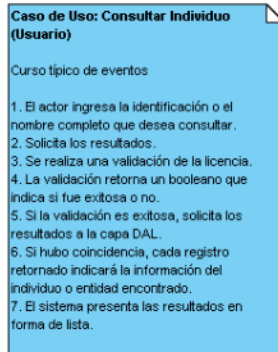 Caso de Uso: Consultar Individuo
(Usuario)
Curso típico de eventos
1. El actor ingresa la identificación o el
nombre completo que desea consultar.
2. Solicita los resultados.
3. Se realiza una validación de la licencia.
4. La validación retorna un booleano que
indica si fue exitosa o no.
5. Si la validación es exitosa, solicita los
resultados a la capa DAL.
6. Si hubo coincidencia, cada registro
retornado indicará la información del
individuo o entidad encontrado.
7. El sistema presenta las resultados en
forma de lista.